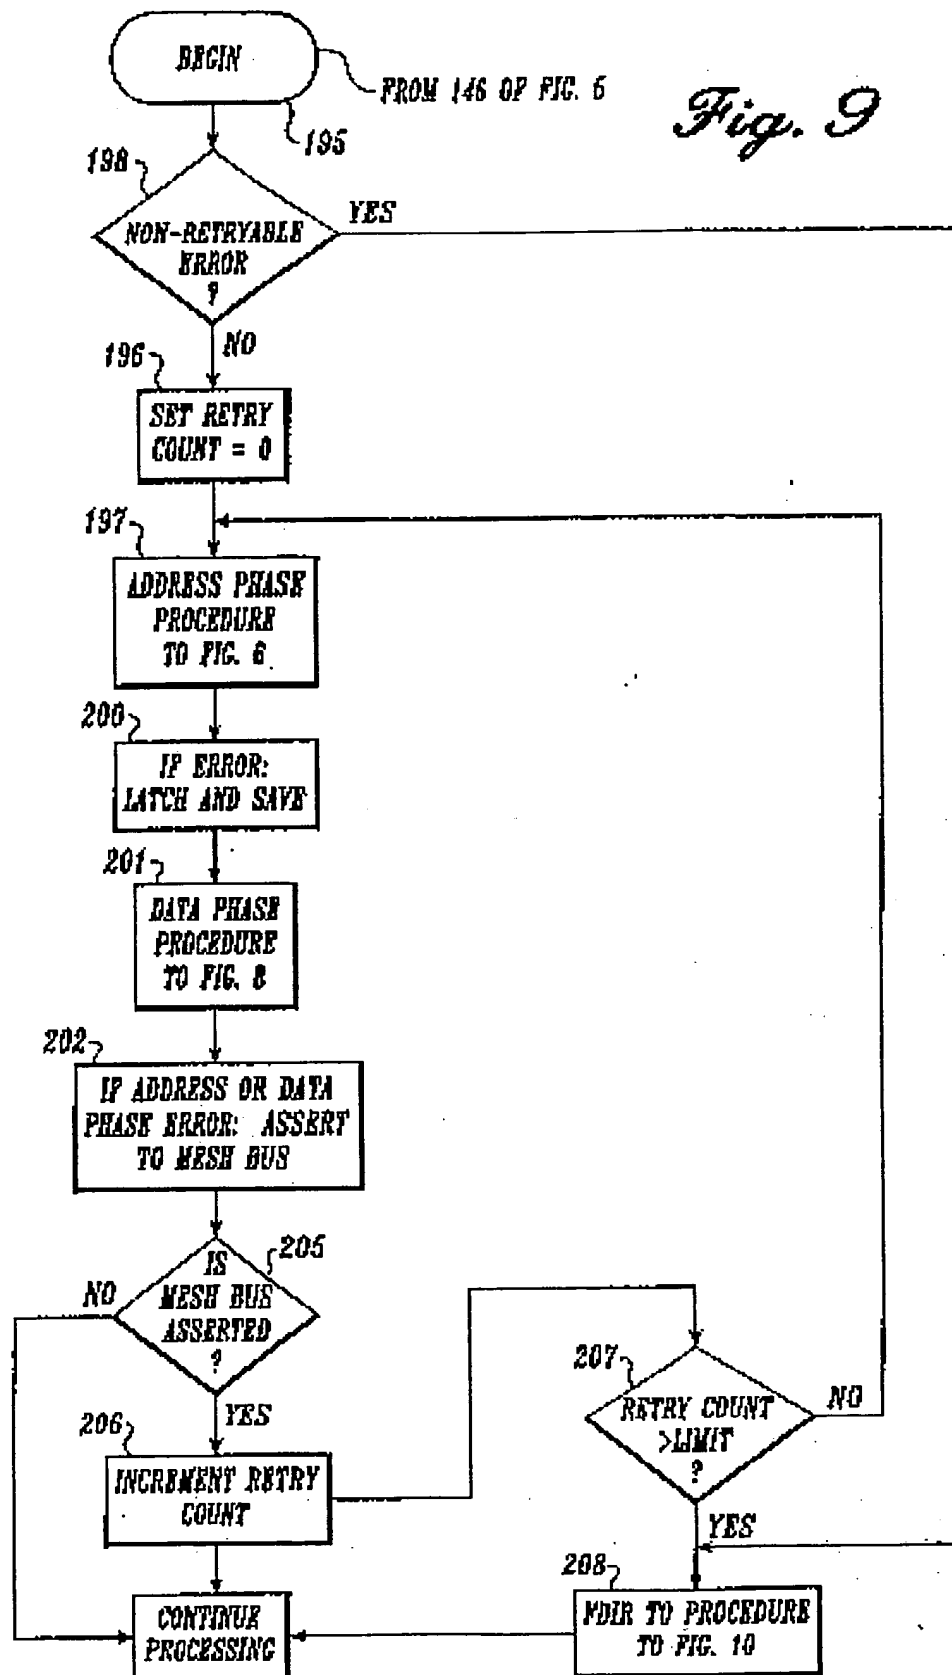 BEGIN
FROM 146 OF FIG. 5
Fig. 9
195
198
NON-RETRYABLE
ERROR
?
YES
NO
196
SET RETRY
COUNT = 0
197
ADDRESS PHASE
PROCEDURE
TO FIG. 6
200
IF ERROR:
LATCH AND SAVE
201
DATA PHASE
PROCEDURE
TO FIG. 8
202
IF ADDRESS OR DATA
PHASE ERROR: ASSERT
TO MESH BUS
205
IS
MESH BUS
ASSERTED
?
NO
YES
206
INCREMENT RETRY
COUNT
207
RETRY COUNT
>LIMIT
?
NO
YES
208
FDIR TO PROCEDURE
TO FIG. 10
CONTINUE
PROCESSING